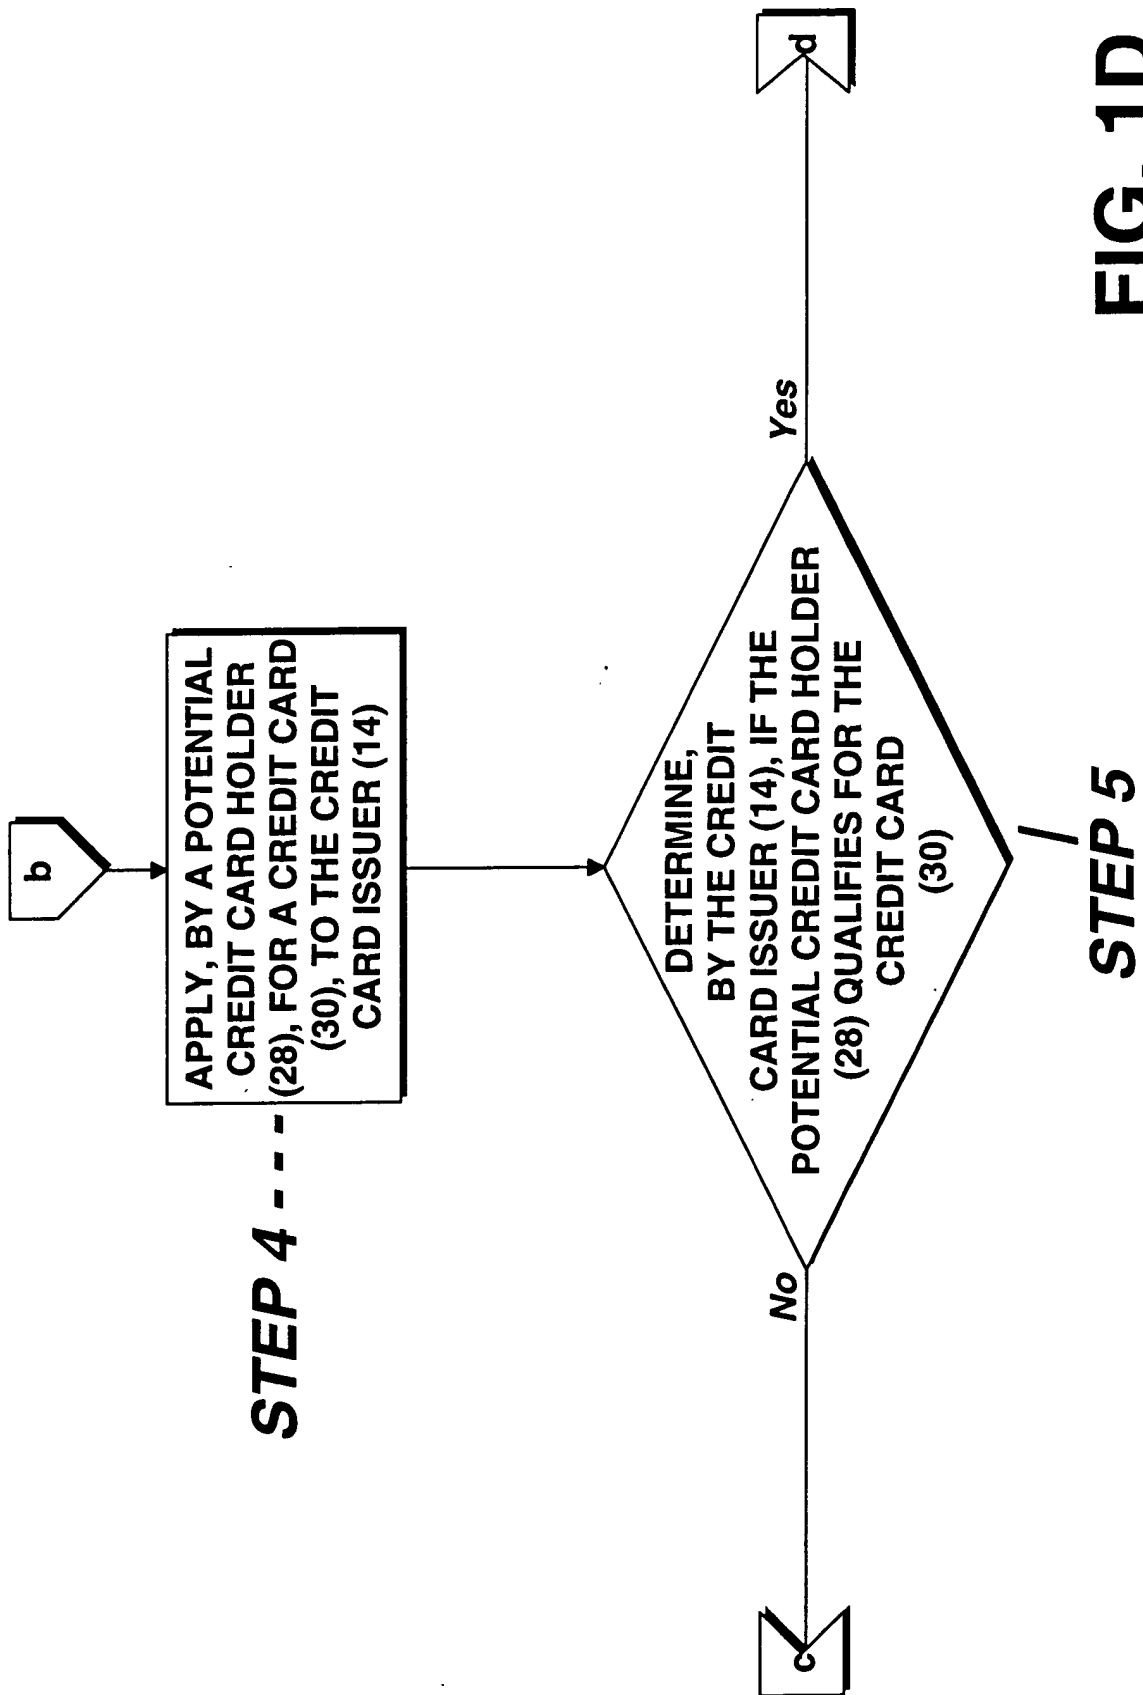 b
APPLY, BY A POTENTIAL
CREDIT CARD HOLDER
STEP 4 - - - (28), FOR A CREDIT CARD
(30), TO THE CREDIT
CARD ISSUER (14)
DETERMINE,
BY THE CREDIT
CARD ISSUER (14), IF THE
POTENTIAL CREDIT CARD HOLDER
(28) QUALIFIES FOR THE
CREDIT CARD
(30)
No
Yes
c
d
STEP 5
FIG. 1D